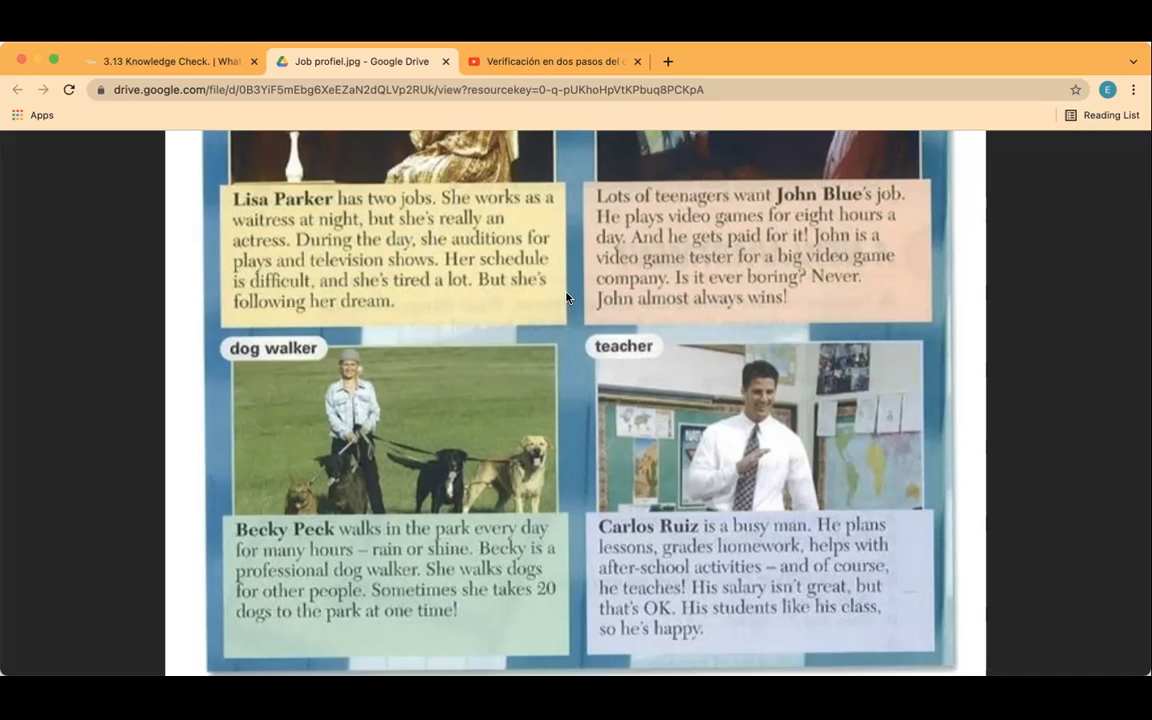 3.13 Knowledge Check. | What
Job profiel.jpg - Google Drive
Verificación en dos pasos del c
drive.google.com/file/d/0B3YiF5mEbg6XeEZaN2dQLVp2RUk/view?resourcekey=0-q-pUKhoHpVtKPbuq8PCKpA
E
Apps
Reading List
Lisa Parker has two jobs. She works as a
waitress at night, but she's really an
actress. During the day, she auditions for
plays and television shows. Her schedule
is difficult, and she's tired a lot. But she's
following her dream.
Lots of teenagers want John Blue's job.
He plays video games for eight hours a
day. And he gets paid for it! John is a
video game tester for a big video game
company. Is it ever boring? Never.
John almost always wins!
dog walker
Becky Peck walks in the park every day
for many hours – rain or shine. Becky is a
professional dog walker. She walks dogs
for other people. Sometimes she takes 20
dogs to the park at one time!
teacher
Carlos Ruiz is a busy man. He plans
lessons, grades homework, helps with
after-school activities – and of course,
he teaches! His salary isn't great, but
that's OK. His students like his class,
so he's happy.